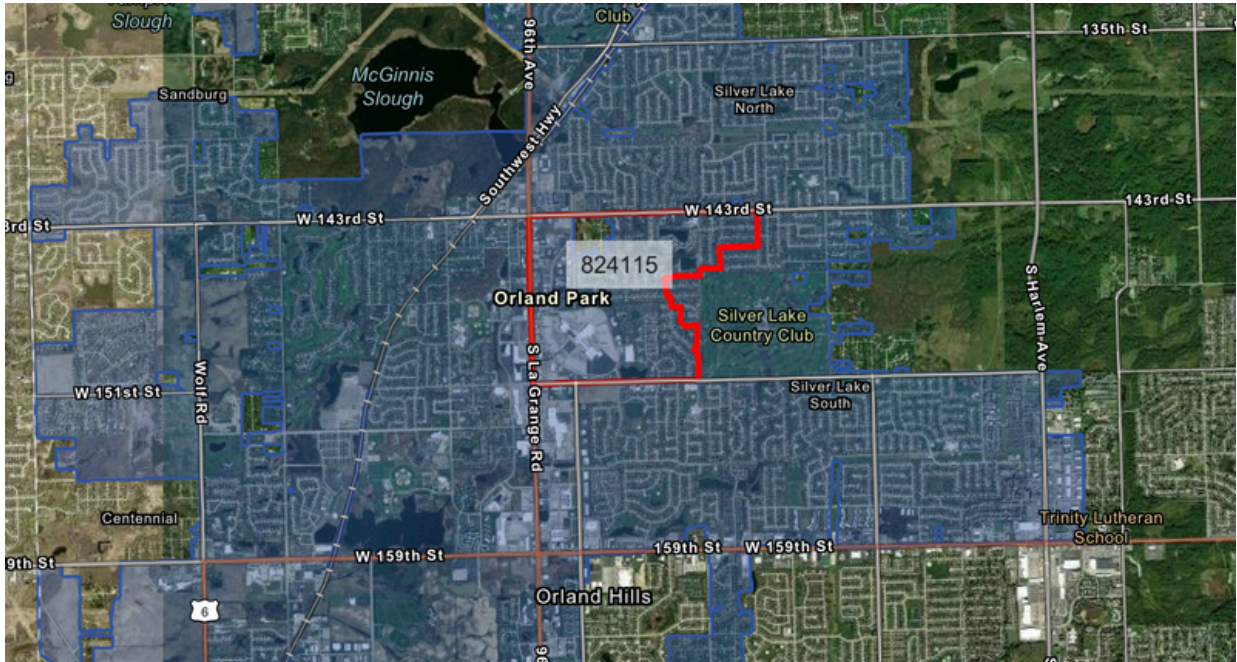 Slough
Club
96th Ave
135th St
McGinnis
Slough
Sandburg
Silver Lake
North
Southwest Hwy
W 143rd St
W 143rd St
143rd St
3rd St
824115
Orland Park
Silver Lake
Country Club
S Harlem Ave
S La Grange Rd
Wolf Rd
W 151st St
Silver Lake
South
Centennial
Trinity Lutheran
School
9th St
W 159th St
159th St
W 159th St
Orland Hills
6